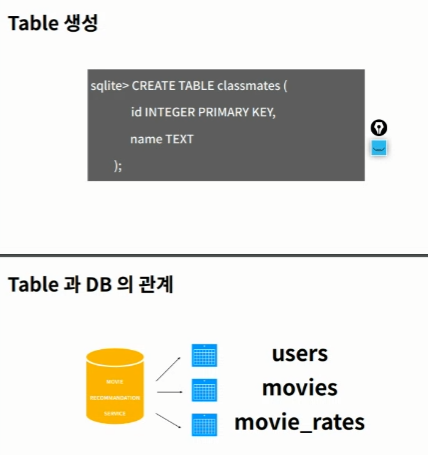 Table 생성
sqlite> CREATE TABLE classmates (
id INTEGER PRIMARY KEY,
name TEXT
);
Table 과 DB 의 관계
MOVIE
RECOMMANDATION
SERVICE
users
movies
movie_rates